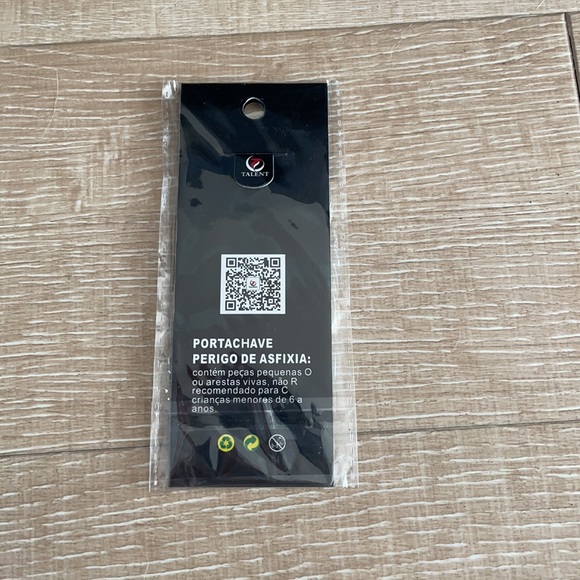 TALENT
PORTACHAVE
PERIGO DE ASFIXIA:
contém peças pequenas O
ou arestas vivas, não R
recomendado para C
crianças menores de 6 a
anos.